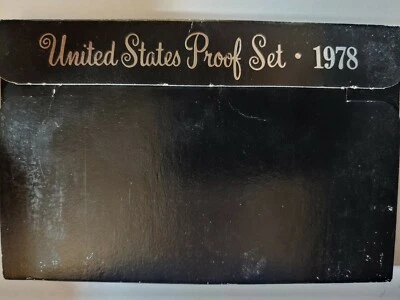 United States Proof Set • 1978